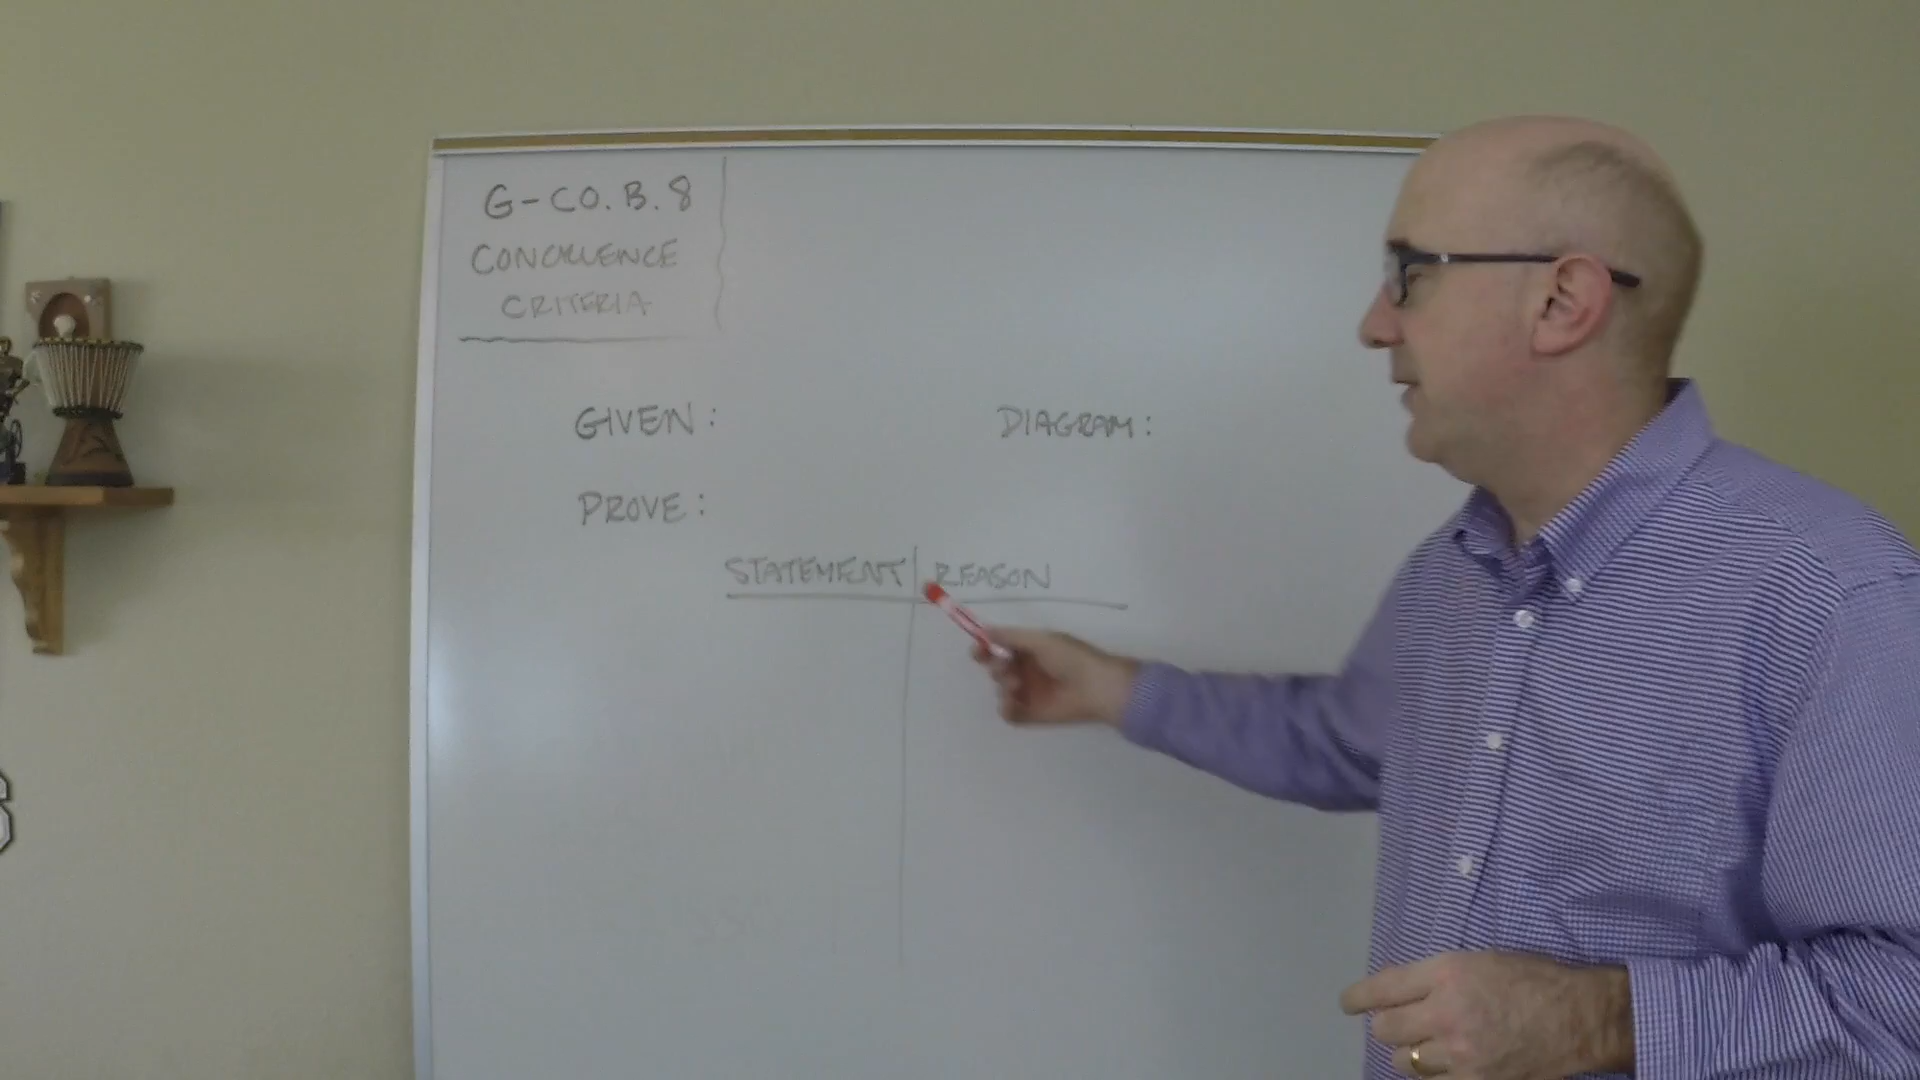 G-CO.B.8
CONGRUENCE
CRITERIA
GIVEN:
DIAGRAM:
PROVE:
STATEMENT REASON